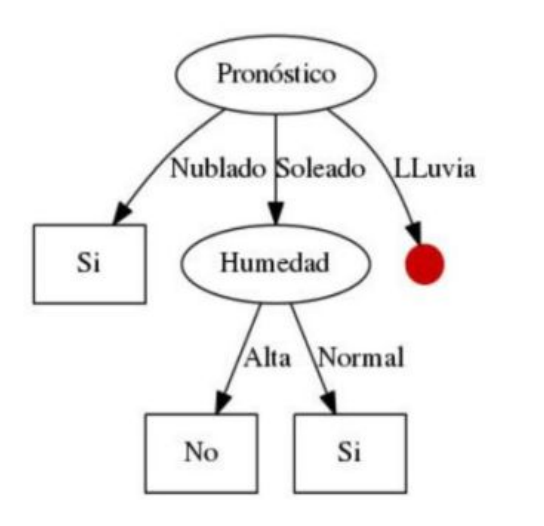 Pronóstico
Nublado Soleado LLuvia
Si Humedad
Alta Normal
No Si